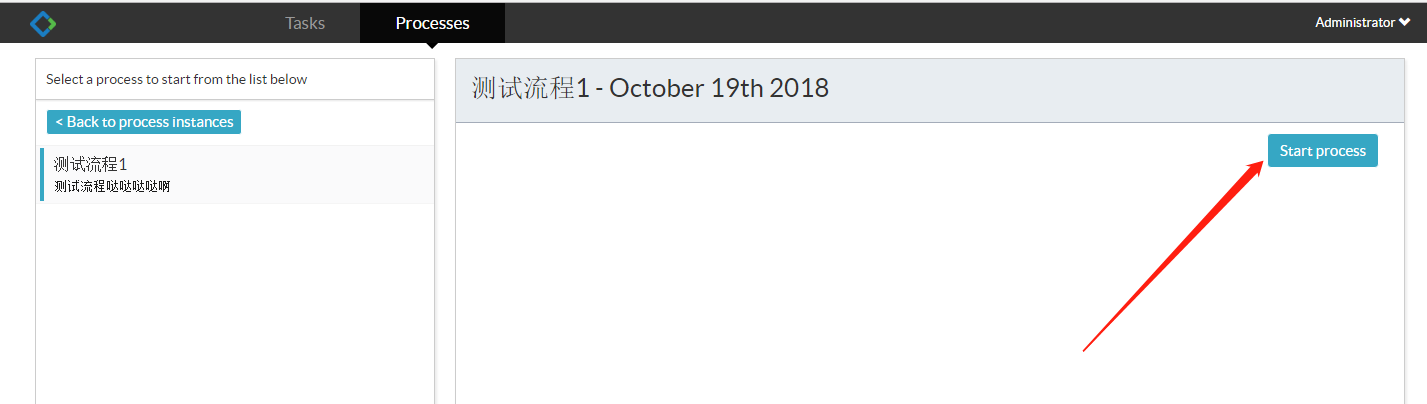 Tasks
Processes
Administrator
Select a process to start from the list below
< Back to process instances
测试流程1
测试流程哒哒哒哒啊
测试流程1 - October 19th 2018
Start process